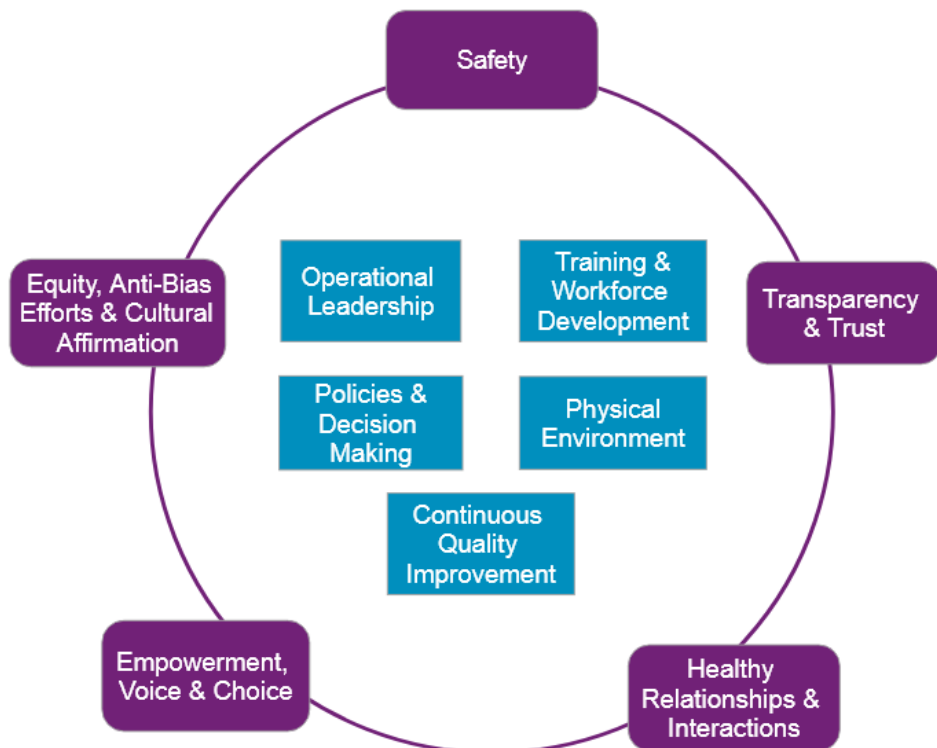 Safety
Equity, Anti-Bias
Efforts & Cultural
Affirmation
Operational
Leadership
Training &
Workforce
Development
Transparency
& Trust
Policies &
Decision
Making
Physical
Environment
Continuous
Quality
Improvement
Empowerment,
Voice & Choice
Healthy
Relationships &
Interactions